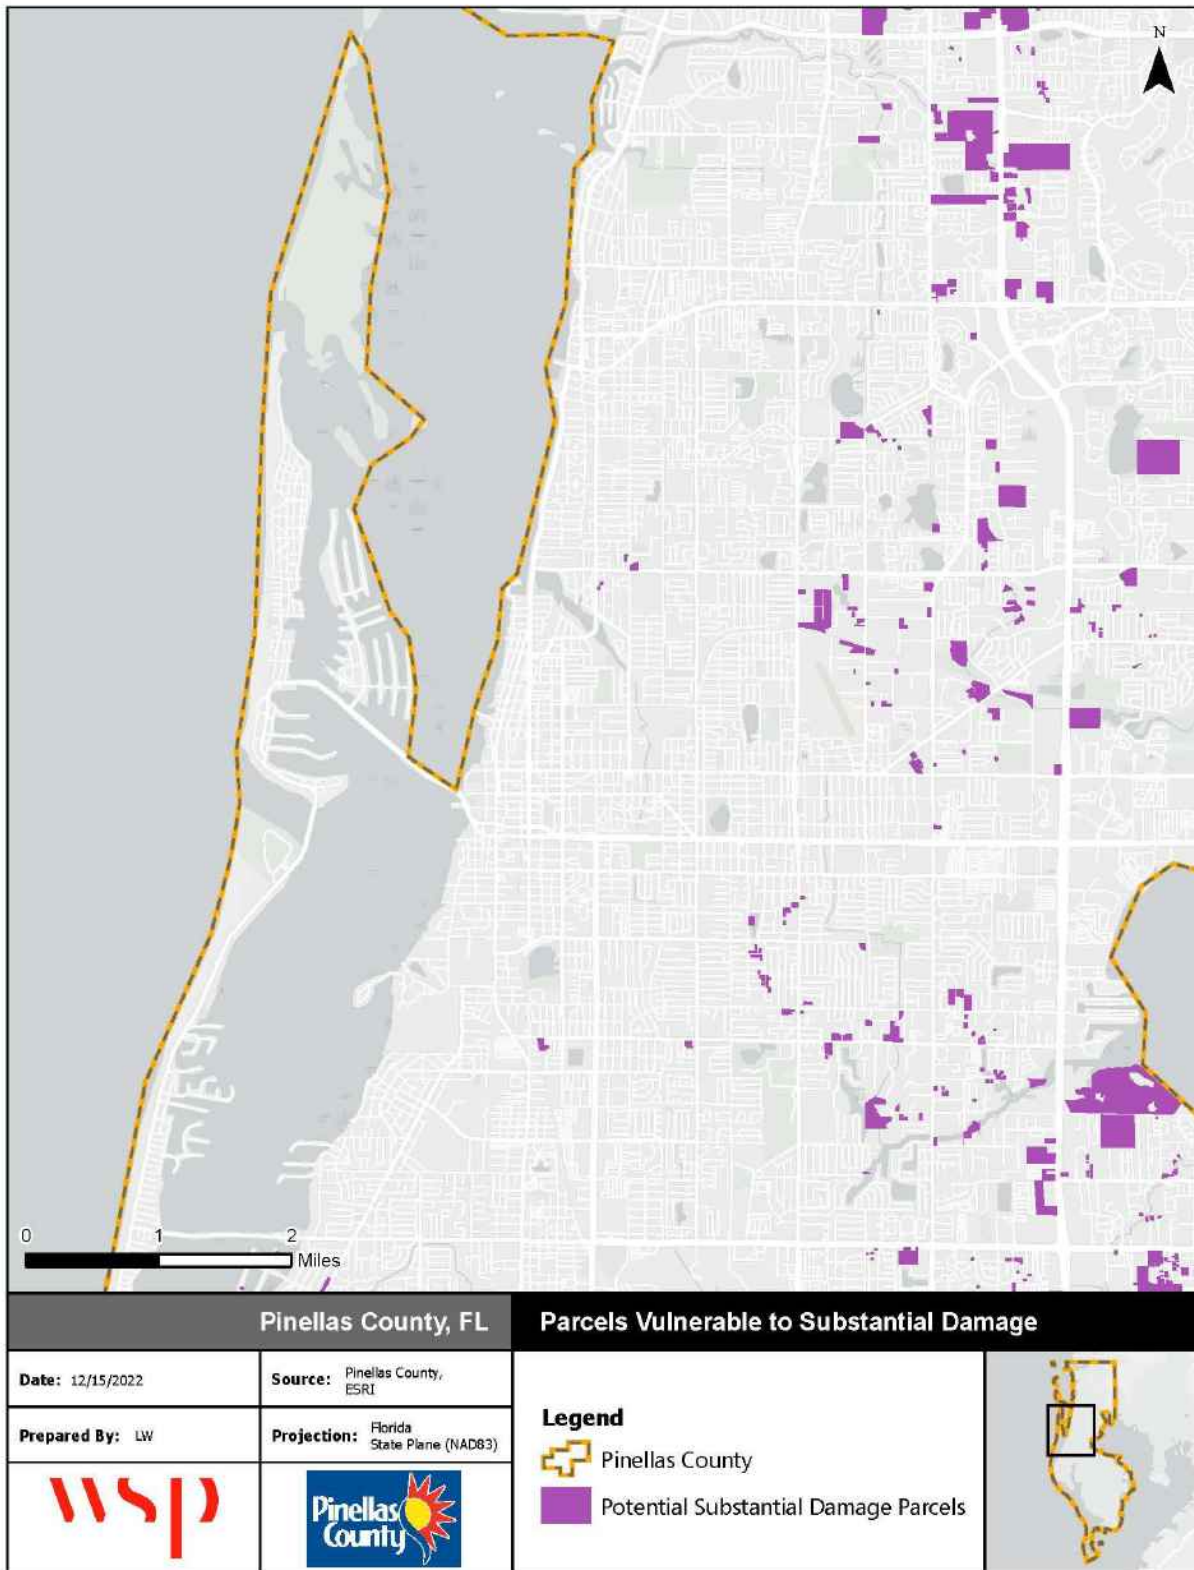 N
0 1 2
Miles
Pinellas County, FL
Parcels Vulnerable to Substantial Damage
Date: 12/15/2022
Source: Pinellas County,
ESRI
Prepared By: LW
Projection: Florida
State Plane (NAD83)
wsp
Pinellas
County
Legend
Pinellas County
Potential Substantial Damage Parcels